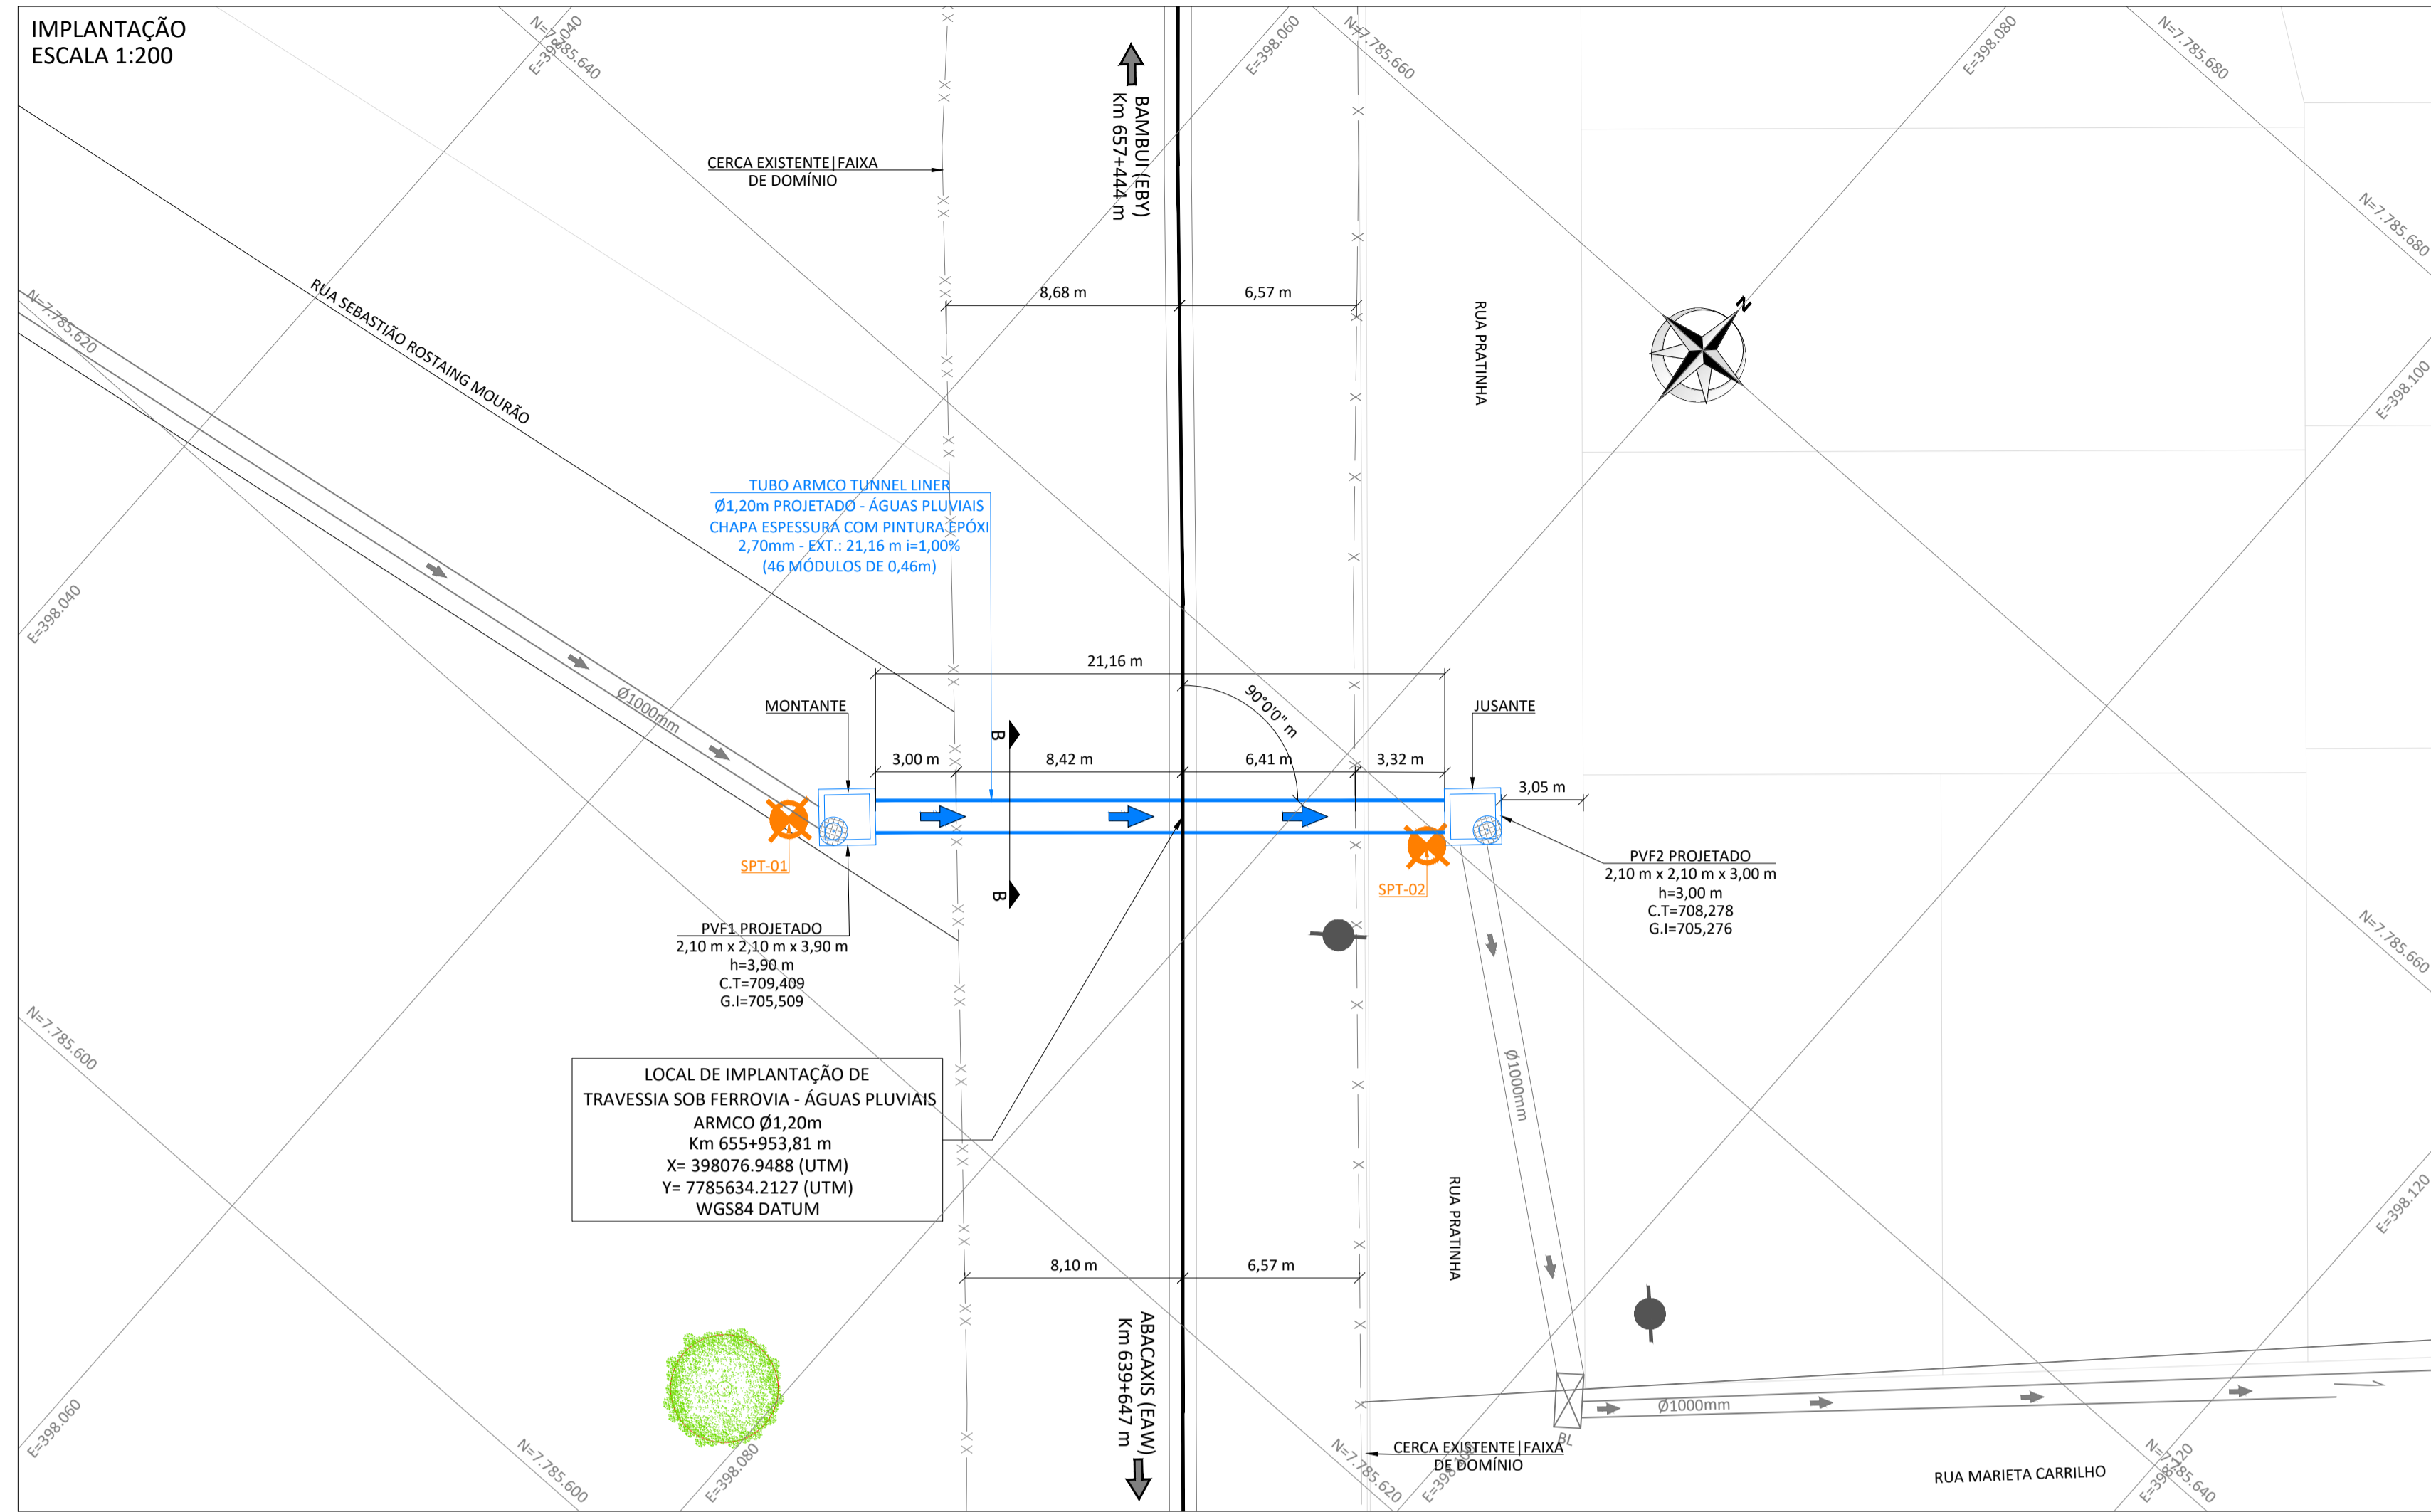 IMPLANTAÇÃO
ESCALA 1:200
N=7.785.640
E=398.040
E=398.060
N=7.785.660
E=398.080
N=7.785.680
BAMBUI (EBY)
Km 657+444 m
CERCA EXISTENTE|FAIXA
DE DOMÍNIO
N=7.785.680
N=7.785.620
RUA SEBASTIÃO ROSTAING MOURÃO
8,68 m
6,57 m
RUA PRATINHA
N
E=398.100
TUBO ARMCO TUNNEL LINER
Ø1,20m PROJETADO - ÁGUAS PLUVIAIS
CHAPA ESPESSURA COM PINTURA EPÓXI
2,70mm - EXT.: 21,16 m i=1,00%
(46 MÓDULOS DE 0,46m)
E=398.040
21,16 m
Ø1000mm
MONTANTE
90°0'0" m
JUSANTE
B
3,00 m
8,42 m
6,41 m
3,32 m
3,05 m
SPT-01
SPT-02
B
PVF2 PROJETADO
2,10 m x 2,10 m x 3,00 m
h=3,00 m
C.T=708,278
G.I=705,276
PVF1 PROJETADO
2,10 m x 2,10 m x 3,90 m
h=3,90 m
C.T=709,409
G.I=705,509
N=7.785.660
N=7.785.600
LOCAL DE IMPLANTAÇÃO DE
TRAVESSIA SOB FERROVIA - ÁGUAS PLUVIAIS
ARMCO Ø1,20m
Km 655+953,81 m
X= 398076.9488 (UTM)
Y= 7785634.2127 (UTM)
WGS84 DATUM
Ø1000mm
RUA PRATINHA
E=398.120
8,10 m
6,57 m
ABACAXIS (EAW)
Km 639+647 m
E=398.060
Ø1000mm
BL
CERCA EXISTENTE|FAIXA
DE DOMÍNIO
N=7.785.600
E=398.080
N=7.785.620
E=398.100
RUA MARIETA CARRILHO
E=398.120
N=7.785.640